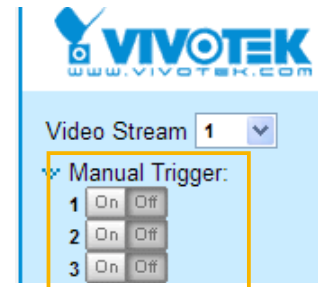 VIVOTEK
www.vivotek.com
Video Stream 1
Manual Trigger:
1 On Off
2 On Off
3 On Off